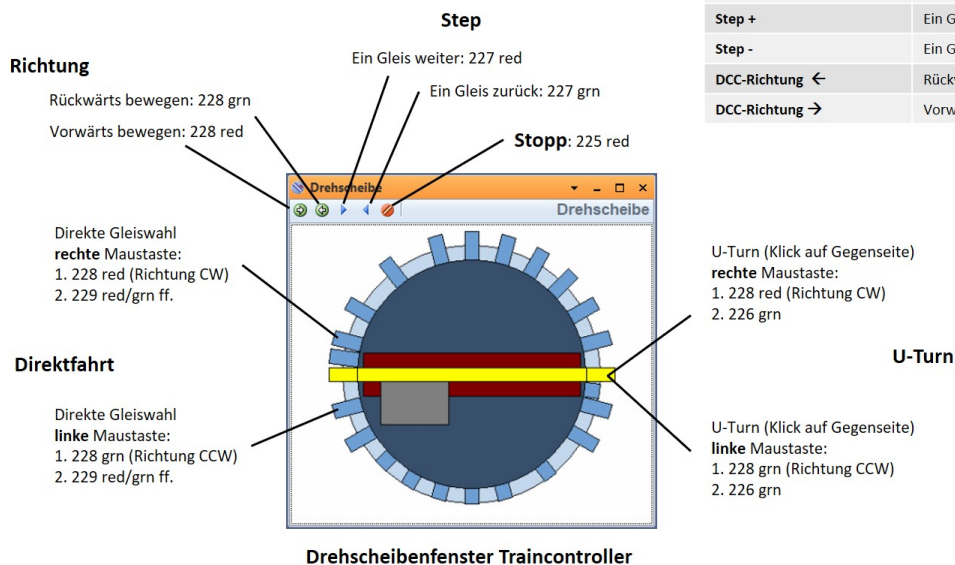 Step
Step +
Ein G
Step -
Ein G
DCC-Richtung ←
Rückw
DCC-Richtung →
Vorw
Richtung
Ein Gleis weiter: 227 red
Ein Gleis zurück: 227 grn
Rückwärts bewegen: 228 grn
Vorwärts bewegen: 228 red
Stopp: 225 red
Drehscheibe
Drehscheibe
Direkte Gleiswahl
rechte Maustaste:
1. 228 red (Richtung CW)
2. 229 red/grn ff.
U-Turn (Klick auf Gegenseite)
rechte Maustaste:
1. 228 red (Richtung CW)
2. 226 grn
Direktfahrt
U-Turn
Direkte Gleiswahl
linke Maustaste:
1. 228 grn (Richtung CCW)
2. 229 red/grn ff.
U-Turn (Klick auf Gegenseite)
linke Maustaste:
1. 228 grn (Richtung CCW)
2. 226 grn
Drehscheibenfenster Traincontroller